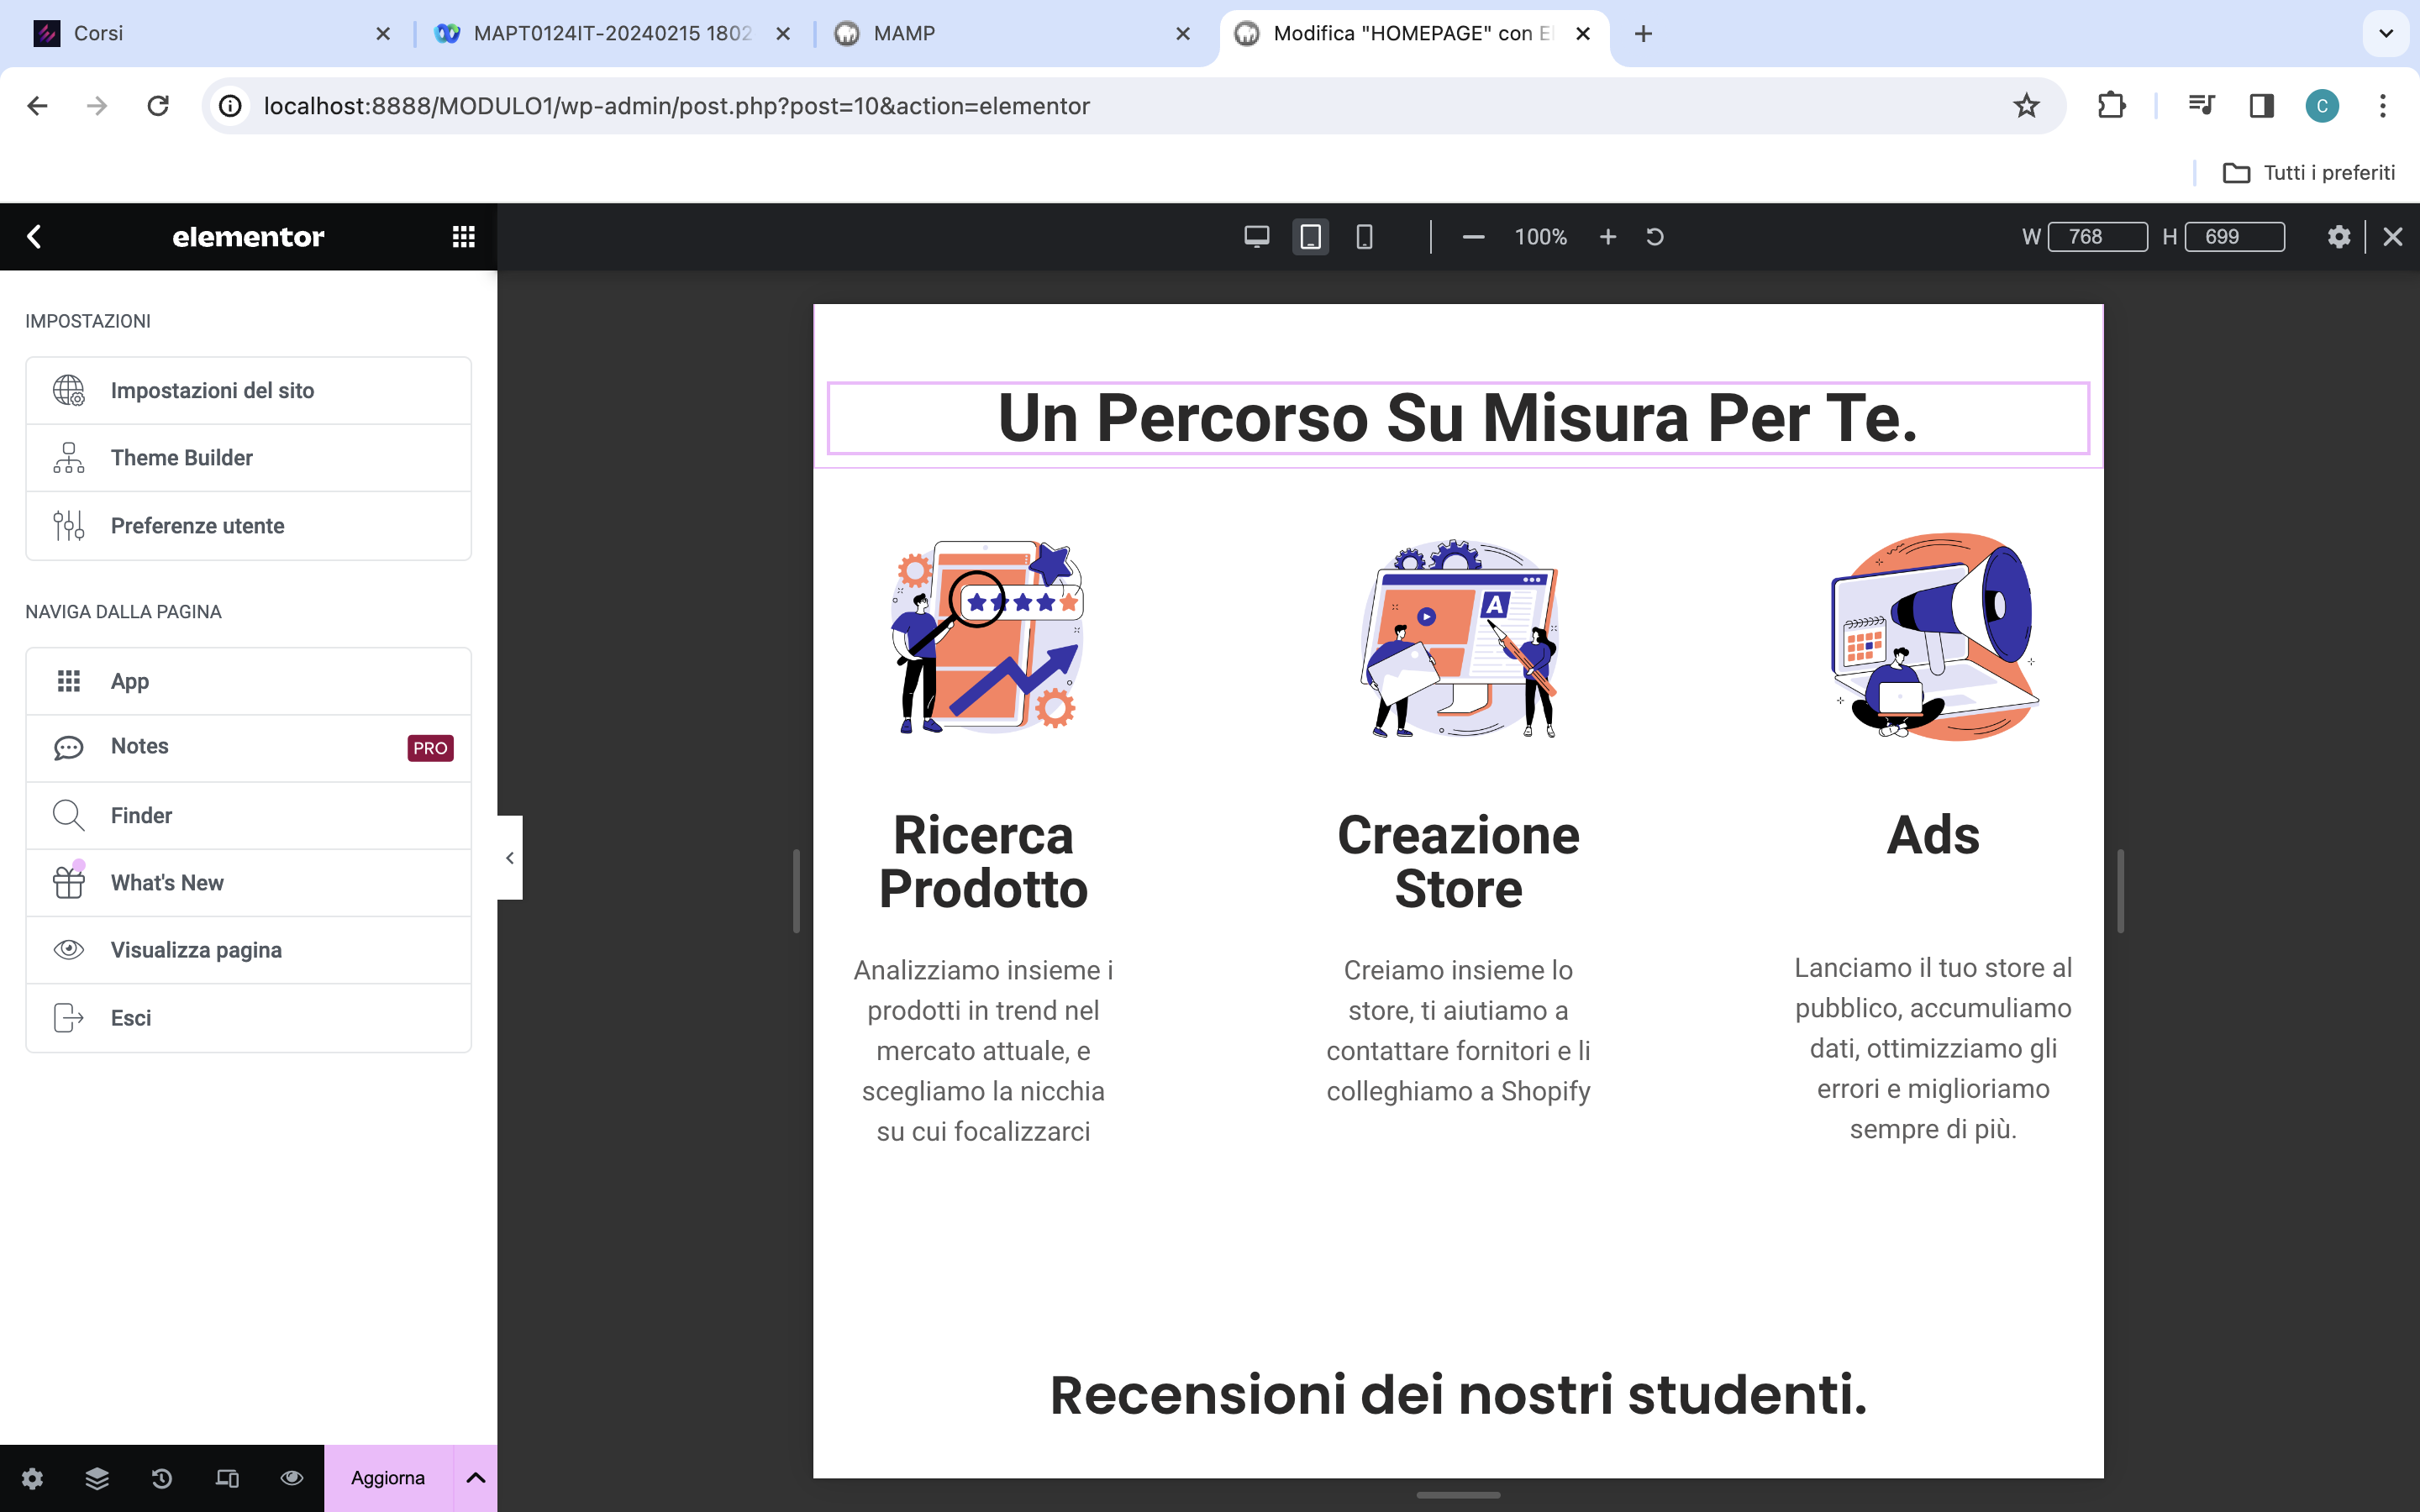 Corsi
MAPT0124IT-20240215 1802
MAMP
Modifica "HOMEPAGE" con El
localhost:8888/MODULO1/wp-admin/post.php?post=10&action=elementor
C
Tutti i preferiti
elementor
100%
W 768 H 699
IMPOSTAZIONI
Impostazioni del sito
Theme Builder
Preferenze utente
NAVIGA DALLA PAGINA
App
Notes PRO
Finder
What's New
Visualizza pagina
Esci
Aggiorna
Un Percorso Su Misura Per Te.
A
Ricerca
Prodotto
Analizziamo insieme i
prodotti in trend nel
mercato attuale, e
scegliamo la nicchia
su cui focalizzarci
Creazione
Store
Creiamo insieme lo
store, ti aiutiamo a
contattare fornitori e li
colleghiamo a Shopify
Ads
Lanciamo il tuo store al
pubblico, accumuliamo
dati, ottimizziamo gli
errori e miglioriamo
sempre di più.
Recensioni dei nostri studenti.